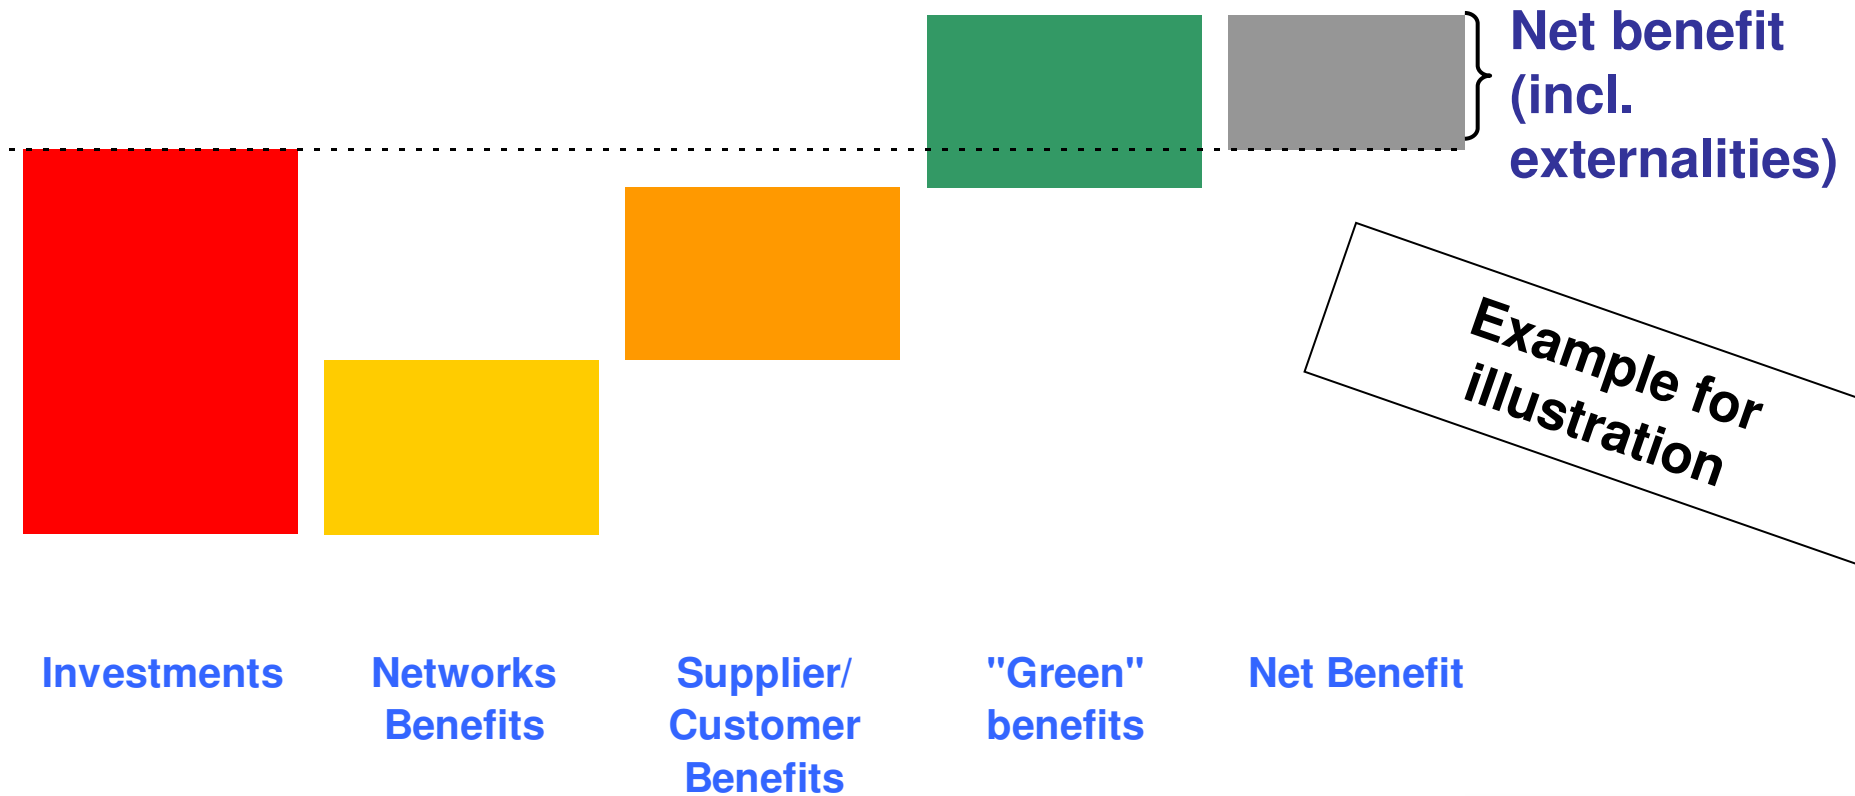 Net benefit
(incl.
externalities)
Example for
illustration
Investments
Networks
Benefits
Supplier/
Customer
Benefits
"Green"
benefits
Net Benefit